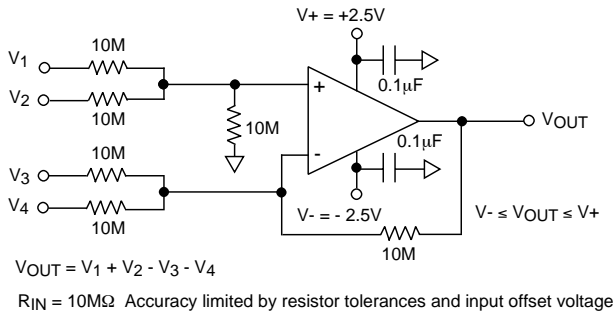 V+ = +2.5V
V1
10M
V2
10M
0.1µF
+
10M
-
VOUT
V3
10M
V4
10M
0.1µF
V- = - 2.5V
V- ≤ VOUT ≤ V+
10M
VOUT = V1 + V2 - V3 - V4
RIN = 10MΩ Accuracy limited by resistor tolerances and input offset voltage